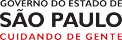 GOVERNO DO ESTADO DE
SÃO PAULO
CUIDANDO DE GENTE